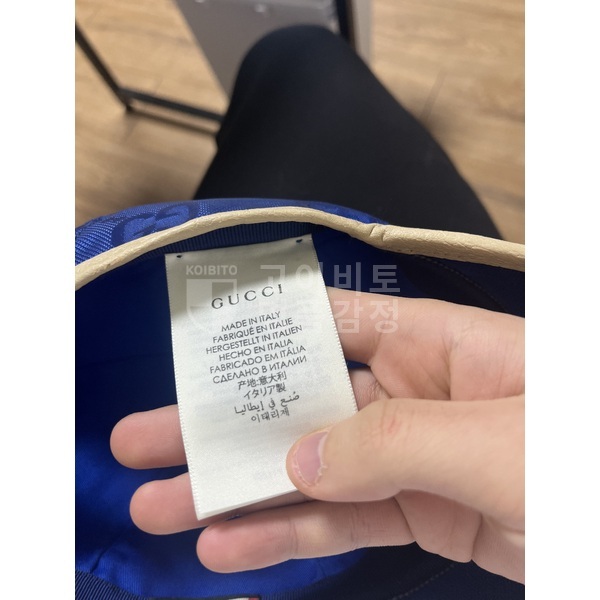 KOIBITO
고이비토
감정
GUCCI
MADE IN ITALY
FABRIQUÉ EN ITALIE
HERGESTELLT IN ITALIEN
HECHO EN ITALIA
FABRICADO EM ITÁLIA
СДЕЛАНО В ИТАЛИИ
产地:意大利
イタリア製
صُنع في إيطاليا
이태리제